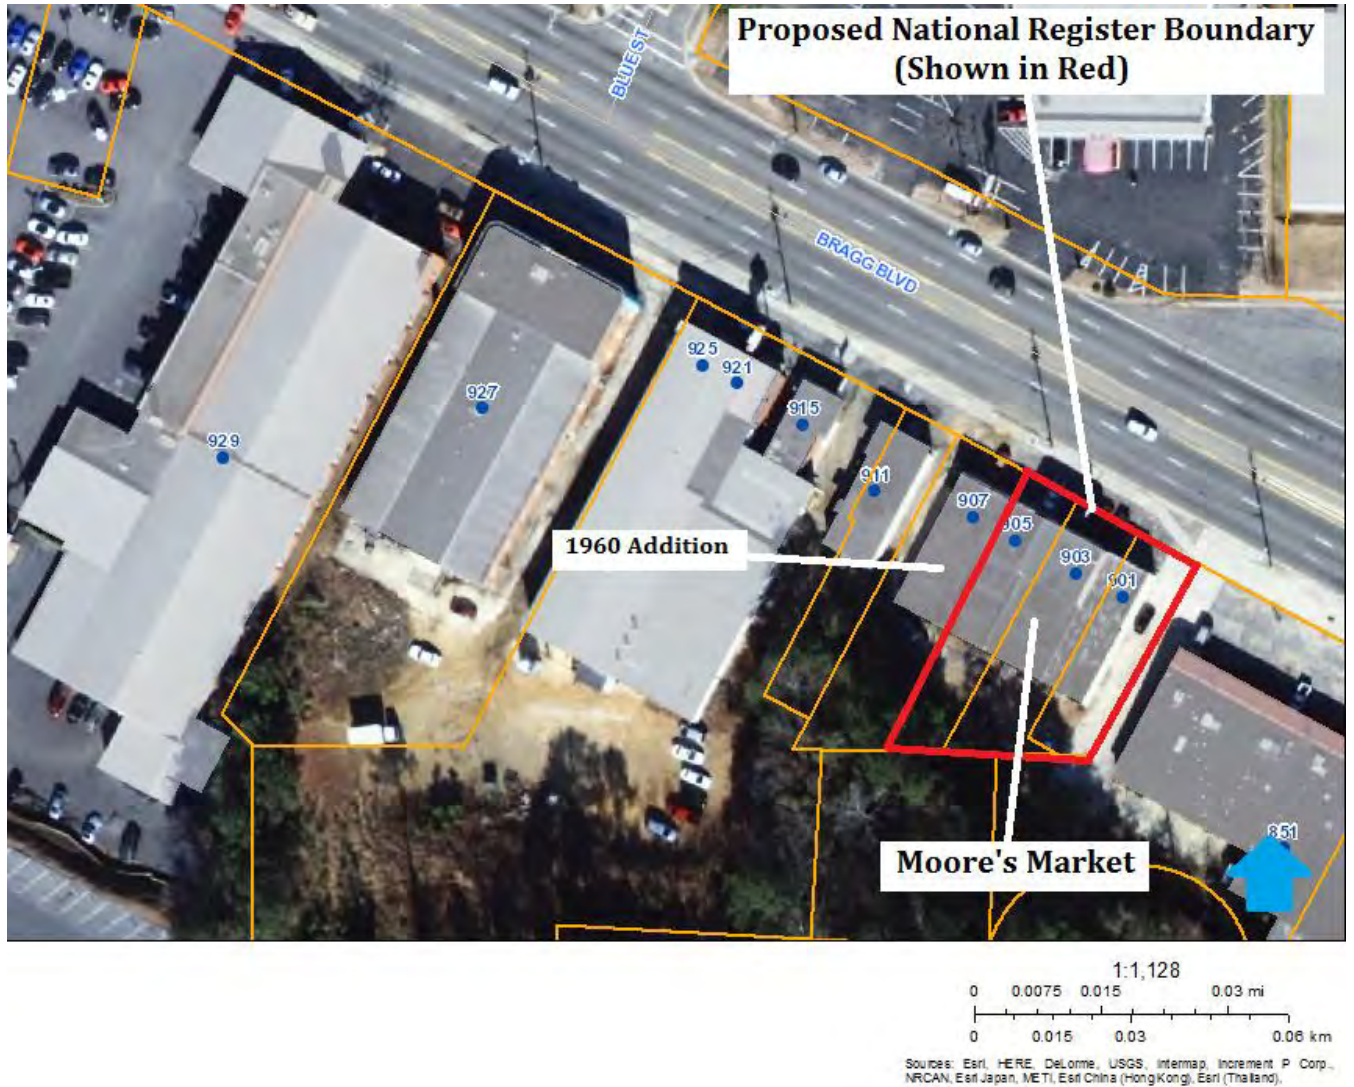 Proposed National Register Boundary
(Shown in Red)
BLUE ST
BRAGG BLVD
925
921
927
915
929
911
907
905
903
901
1960 Addition
851
Moore's Market
1:1,128
0 0.0075 0.015 0.03 mi
0 0.015 0.03 0.06 km
Sources: Esri, HERE, DeLorme, USGS, Intermap, increment P Corp.,
NRCAN, Esri Japan, METI, Esri China (Hong Kong), Esri (Thailand),